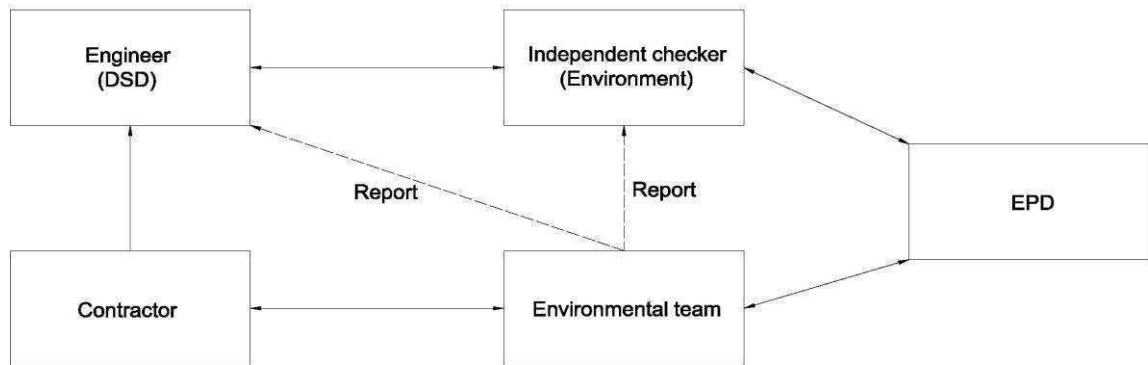 Engineer
(DSD)
Independent checker
(Environment)
Report
Report
EPD
Contractor
Environmental team